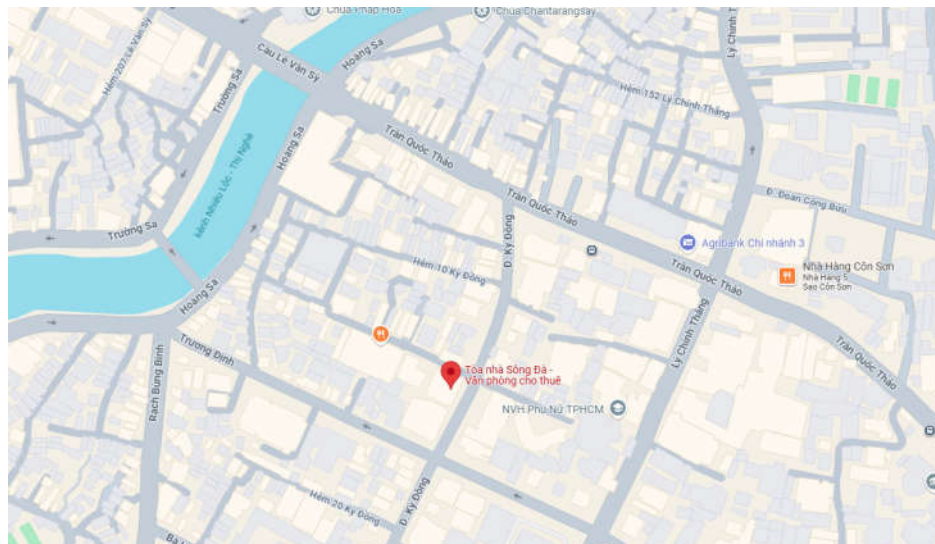 Chùa Pháp Hoa
Chùa Chantarangsay
Hẻm 207/Lê Văn Sỹ
Cầu Lê Văn Sỹ
Hoàng Sa
Trường Sa
Lý Chính Thắng
Hẻm 152 Lý Chính Thắng
Trần Quốc Thảo
Hoàng Sa
kênh Nhiêu Lộc - Thị Nghè
Trần Quốc Thảo
Đ. Đoàn Công Bửu
Trường Sa
Đ. Kỳ Đồng
Agribank Chi nhánh 3
Hẻm 10 Kỳ Đồng
Trần Quốc Thảo
Nhà Hàng Côn Sơn
Nhà Hàng 5
Sao Côn Sơn
Hoàng Sa
Trương Định
Lý Chính Thắng
Trần Quốc Thảo
Rạch Bùng Binh
Tòa nhà Sông Đà -
Văn phòng cho thuê
NVH Phụ Nữ TPHCM
Hẻm 20 Kỳ Đồng
Đ. Kỳ Đồng